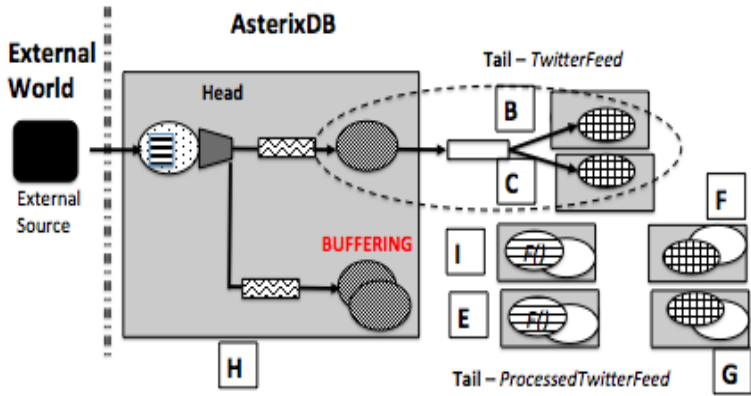 AsterixDB
External
World
Tail – TwitterFeed
Head
B
External
Source
C
F
BUFFERING
I
F()
E
F()
H
Tail – ProcessedTwitterFeed
G